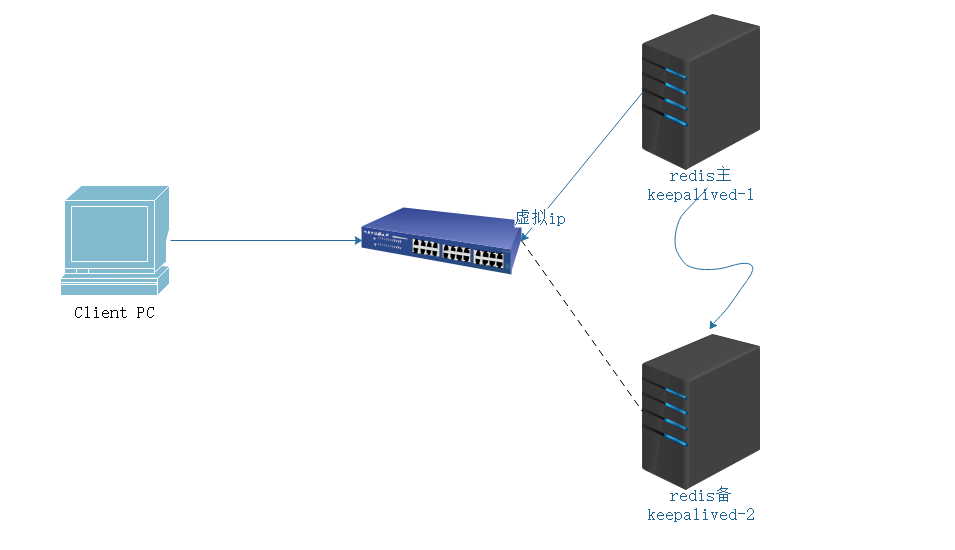 redis主
keepalived-1
虚拟ip
Client PC
redis备
keepalived-2